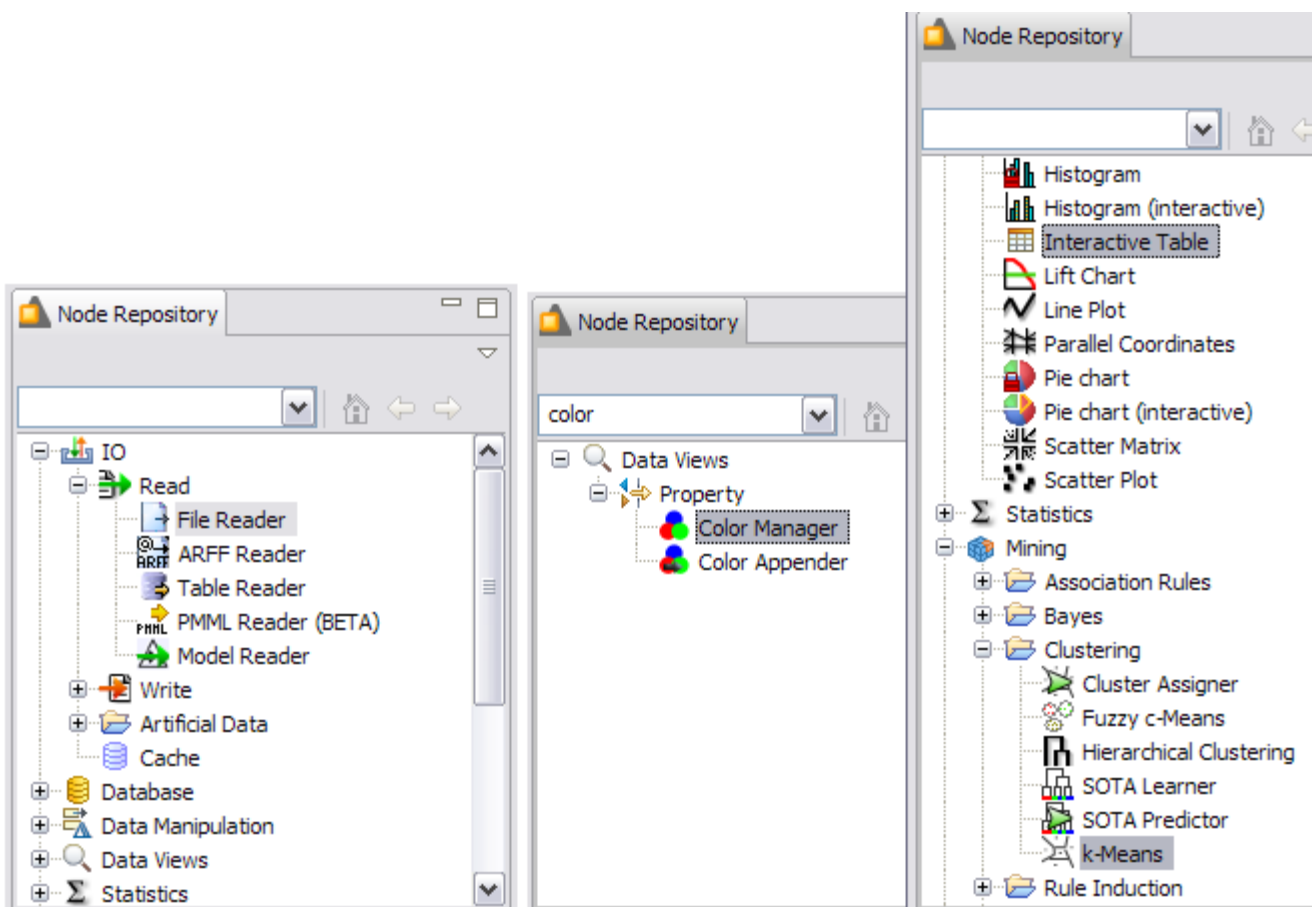 Node Repository
IO
Read
File Reader
@→
ARFF
ARFF Reader
Table Reader
PMML
PMML Reader (BETA)
Model Reader
Write
Artificial Data
Cache
Database
Data Manipulation
Data Views
Σ Statistics
Node Repository
color
Data Views
Property
Color Manager
Color Appender
Node Repository
Histogram
Histogram (interactive)
Interactive Table
Lift Chart
Line Plot
Parallel Coordinates
Pie chart
Pie chart (interactive)
Scatter Matrix
Scatter Plot
Σ Statistics
Mining
Association Rules
Bayes
Clustering
Cluster Assigner
Fuzzy c-Means
Hierarchical Clustering
SOTA Learner
SOTA Predictor
k-Means
Rule Induction